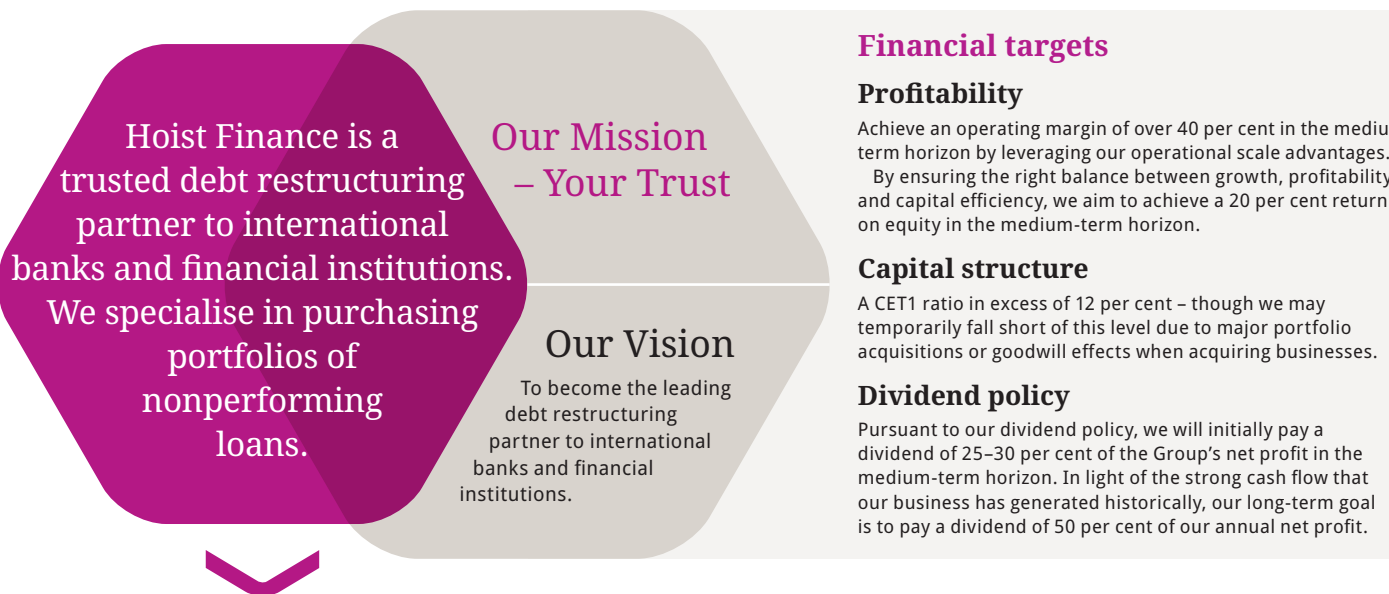 Hoist Finance is a
trusted debt restructuring
partner to international
banks and financial institutions.
We specialise in purchasing
portfolios of
nonperforming
loans.
Our Mission
– Your Trust
Our Vision
To become the leading
debt restructuring
partner to international
banks and financial
institutions.
Financial targets
Profitability
Achieve an operating margin of over 40 per cent in the mediu
term horizon by leveraging our operational scale advantages.
By ensuring the right balance between growth, profitability
and capital efficiency, we aim to achieve a 20 per cent return
on equity in the medium-term horizon.
Capital structure
A CET1 ratio in excess of 12 per cent – though we may
temporarily fall short of this level due to major portfolio
acquisitions or goodwill effects when acquiring businesses.
Dividend policy
Pursuant to our dividend policy, we will initially pay a
dividend of 25–30 per cent of the Group’s net profit in the
medium-term horizon. In light of the strong cash flow that
our business has generated historically, our long-term goal
is to pay a dividend of 50 per cent of our annual net profit.